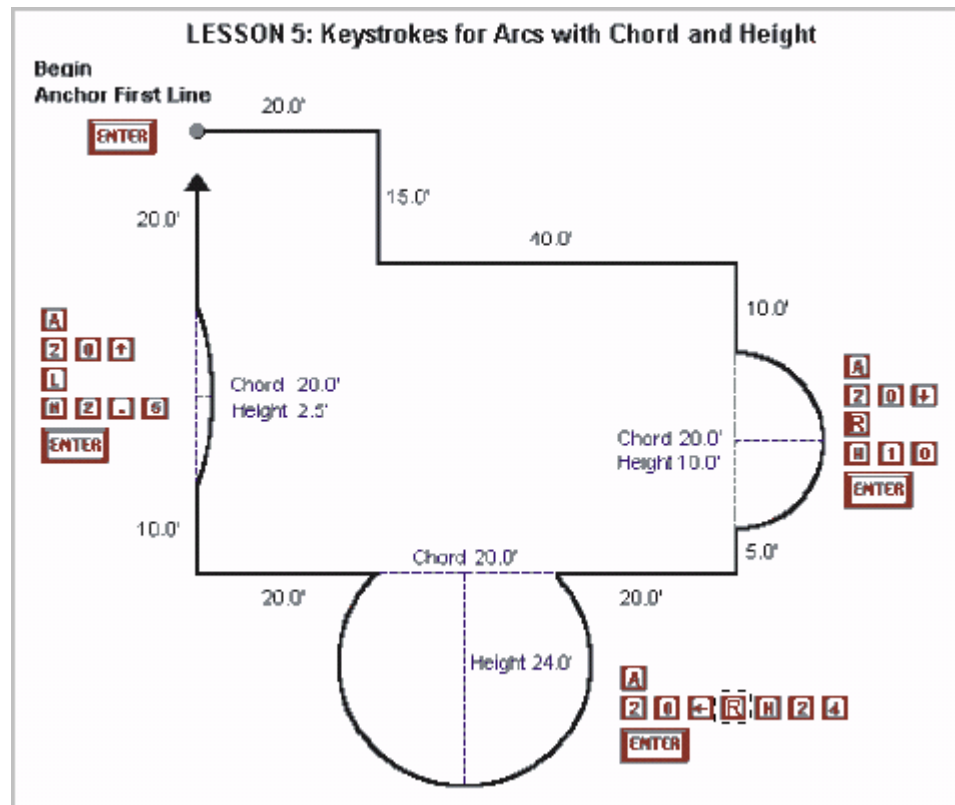 LESSON 5: Keystrokes for Arcs with Chord and Height
Begin
Anchor First Line
ENTER
20.0'
15.0'
40.0'
20.0'
10.0'
A
2 0 ↑
L
H 2 . 5
ENTER
Chord 20.0'
Height 2.5'
Chord 20.0'
Height 10.0'
A
2 0 ↓
R
H 1 0
ENTER
10.0'
5.0'
Chord 20.0'
20.0'
20.0'
Height 24.0'
A
2 0 ← R H 2 4
ENTER